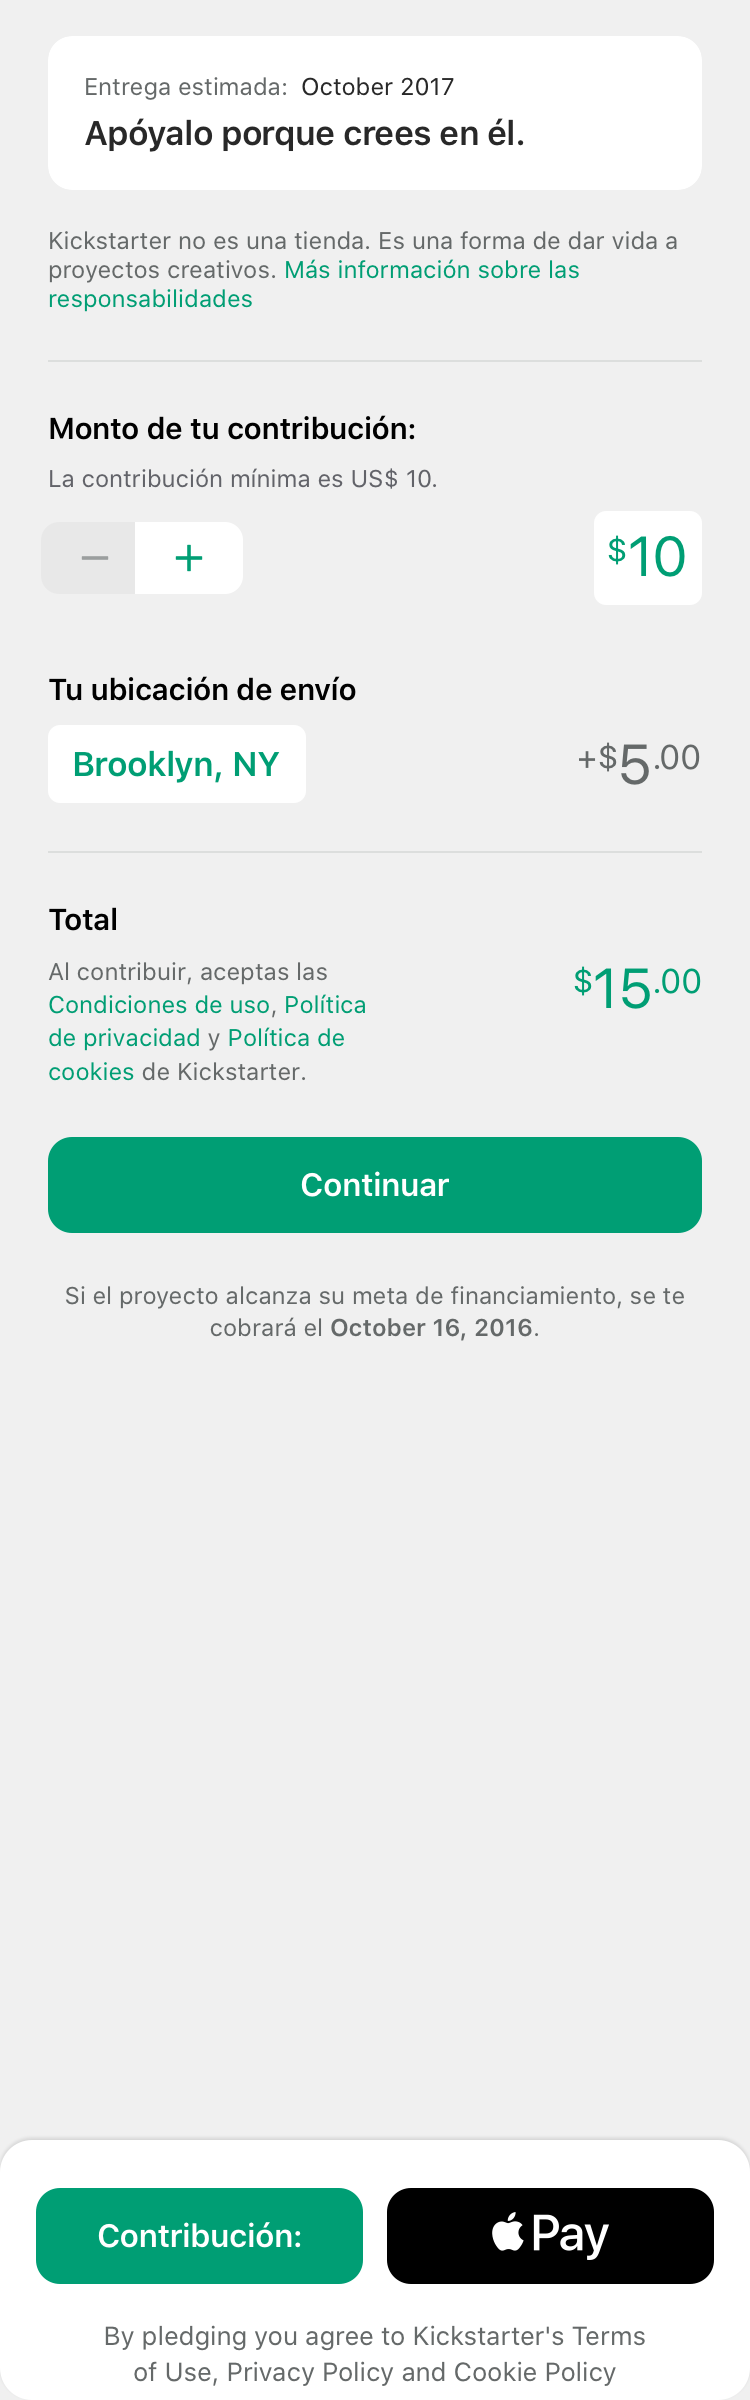 Entrega estimada: October 2017
Apóyalo porque crees en él.
Kickstarter no es una tienda. Es una forma de dar vida a
proyectos creativos. Más información sobre las
responsabilidades
Monto de tu contribución:
La contribución mínima es US$ 10.
− +
$10
Tu ubicación de envío
Brooklyn, NY
+$5.00
Total
Al contribuir, aceptas las
Condiciones de uso, Política
de privacidad y Política de
cookies de Kickstarter.
$15.00
Continuar
Si el proyecto alcanza su meta de financiamiento, se te
cobrará el October 16, 2016.
Contribución:
Pay
By pledging you agree to Kickstarter's Terms
of Use, Privacy Policy and Cookie Policy